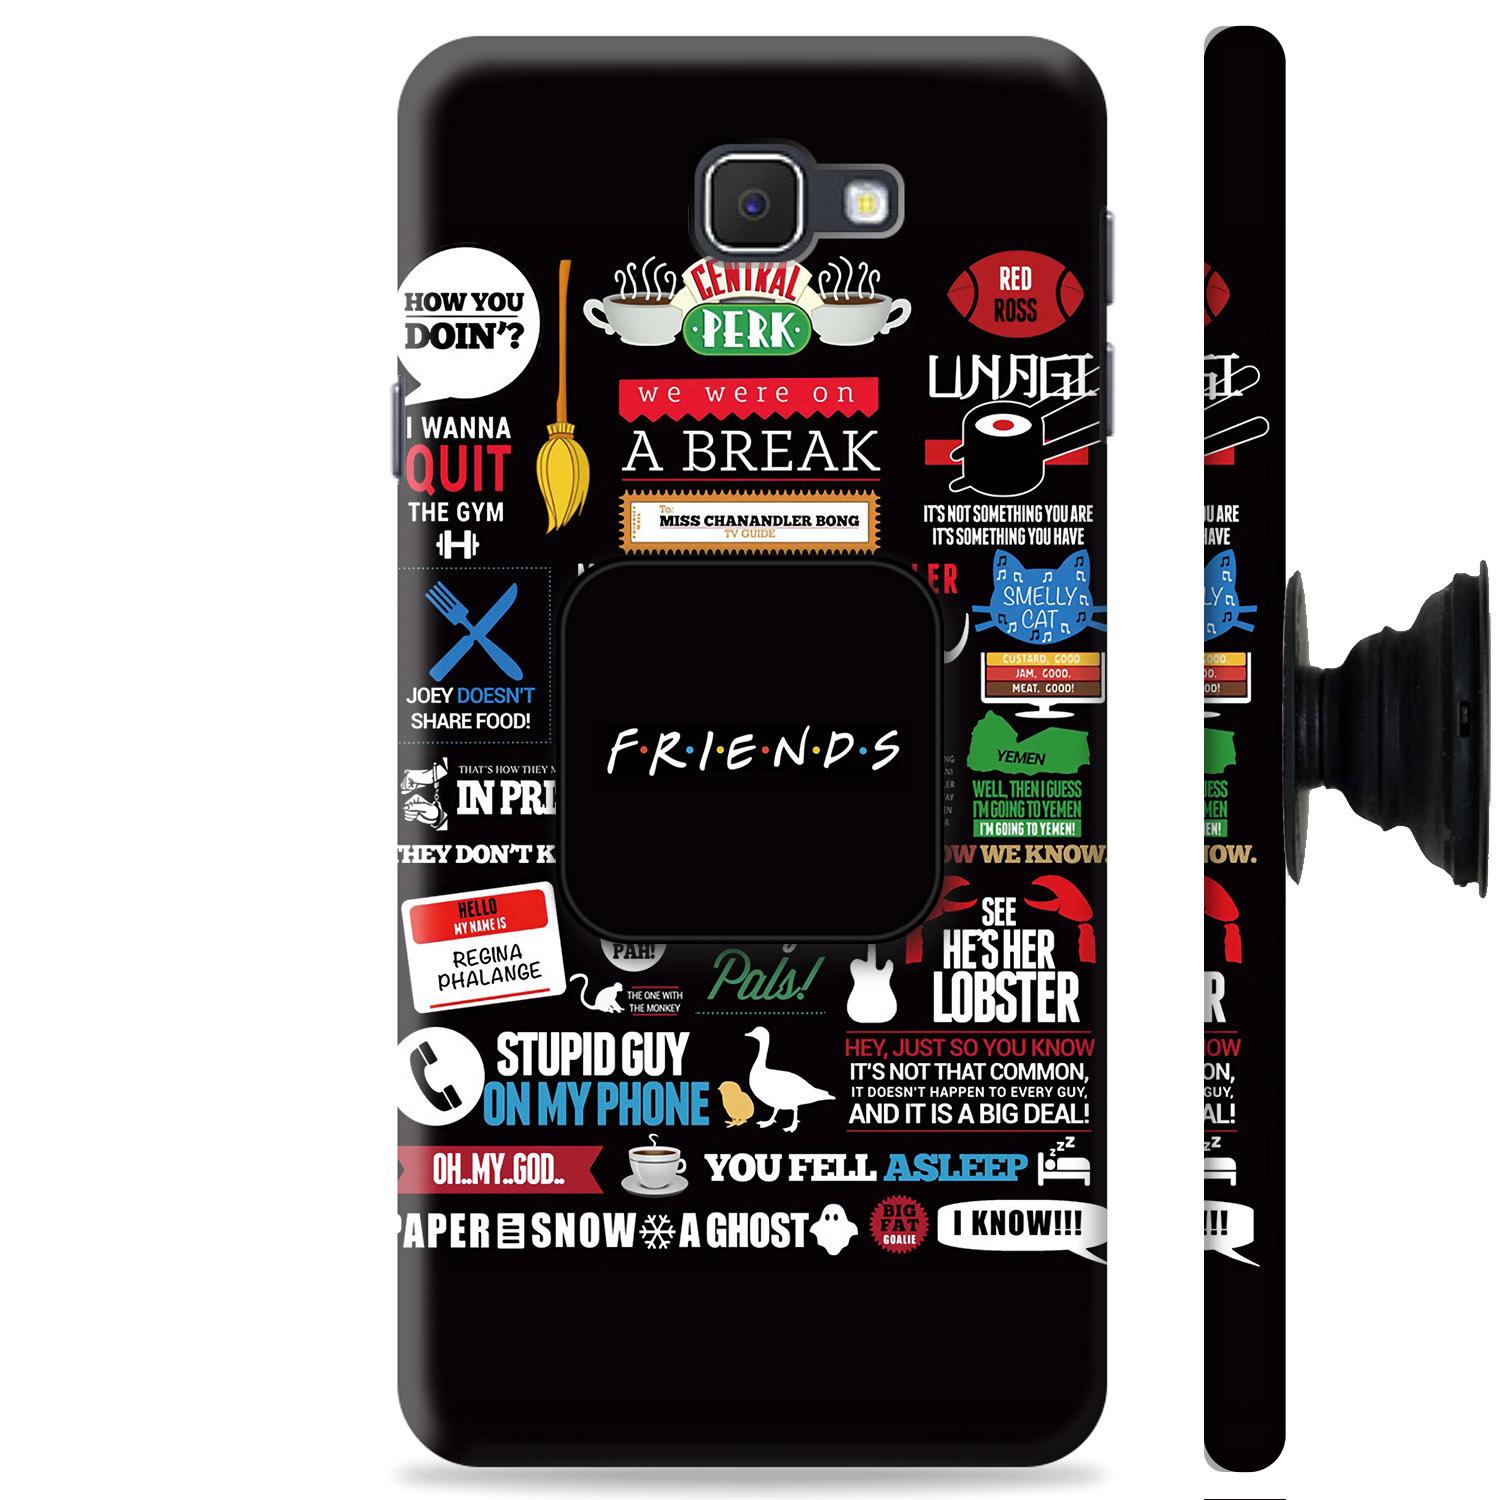 HOW YOU
DOIN'?
CENTRAL
PERK
RED
ROSS
we were on
A BREAK
UNAGI
I WANNA
QUIT
THE GYM
To:
MISS CHANANDLER BONG
TV GUIDE
IT'S NOT SOMETHING YOU ARE
IT'S SOMETHING YOU HAVE
SMELLY
CAT
JOEY DOESN'T
SHARE FOOD!
CUSTARD, GOOD
JAM, GOOD.
MEAT, GOOD!
F·R·I·E·N·D·S
YEMEN
WELL, THEN I GUESS
I'M GOING TO YEMEN
I'M GOING TO YEMEN!
THAT'S HOW THEY
IN PRI
THEY DON'T K
OW WE KNOW.
HELLO
MY NAME IS
REGINA
PHALANGE
PAH!
THE ONE WITH
THE MONKEY
Pals!
SEE
HE'S HER
LOBSTER
STUPID GUY
ON MY PHONE
HEY, JUST SO YOU KNOW
IT'S NOT THAT COMMON,
IT DOESN'T HAPPEN TO EVERY GUY,
AND IT IS A BIG DEAL!
OH..MY..GOD..
YOU FELL ASLEEP
zzZ
PAPER SNOW A GHOST
BIG
FAT
GOALIE
I KNOW!!!